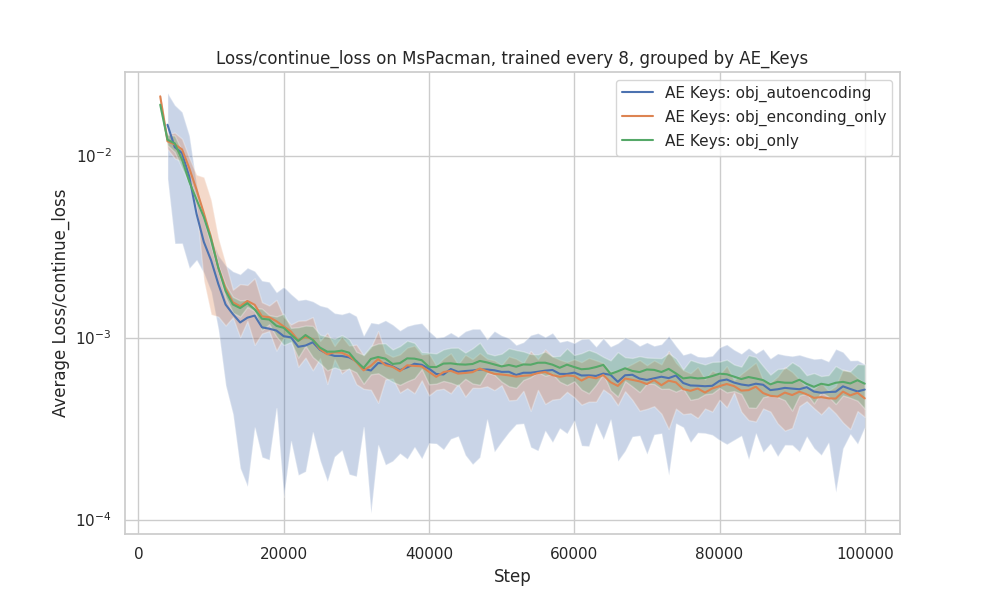 Loss/continue_loss on MsPacman, trained every 8, grouped by AE_Keys
AE Keys: obj_autoencoding
AE Keys: obj_enconding_only
AE Keys: obj_only
Average Loss/continue_loss
10⁻²
10⁻³
10⁻⁴
0 20000 40000 60000 80000 100000
Step